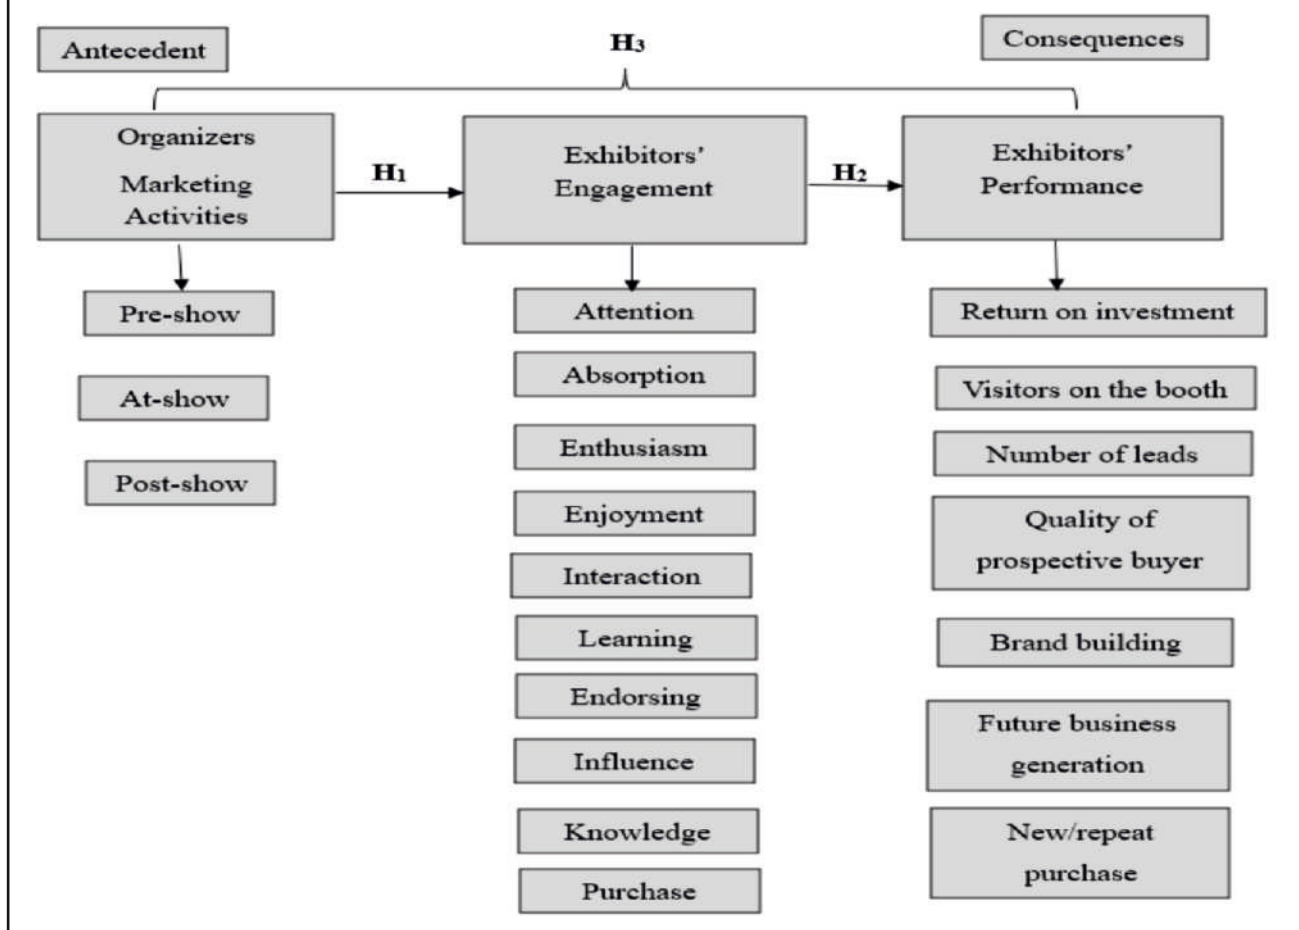 Antecedent
H₃
Consequences
Organizers
Marketing
Activities
H₁
Exhibitors’
Engagement
H₂
Exhibitors’
Performance
Pre-show
At-show
Post-show
Attention
Absorption
Enthusiasm
Enjoyment
Interaction
Learning
Endorsing
Influence
Knowledge
Purchase
Return on investment
Visitors on the booth
Number of leads
Quality of
prospective buyer
Brand building
Future business
generation
New/repeat
purchase